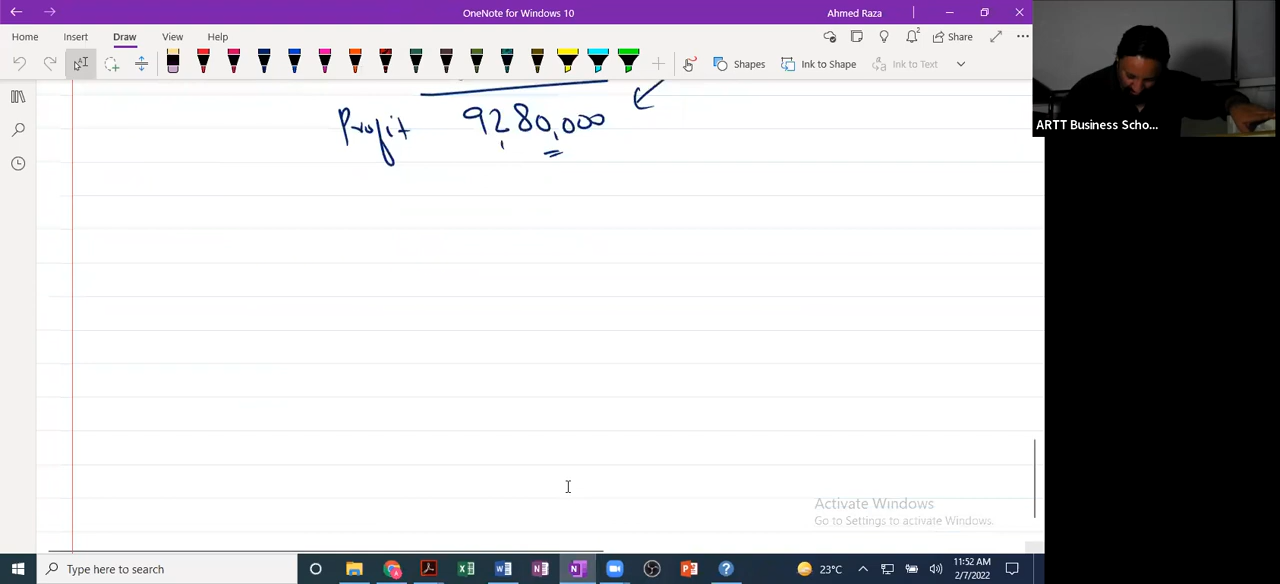 OneNote for Windows 10
Ahmed Raza
Home Insert Draw View Help
Share
Shapes Ink to Shape Ink to Text
ARTT Business Scho...
Profit 9,280,000
Activate Windows
Go to Settings to activate Windows.
Type here to search
23°C
11:52 AM
2/7/2022